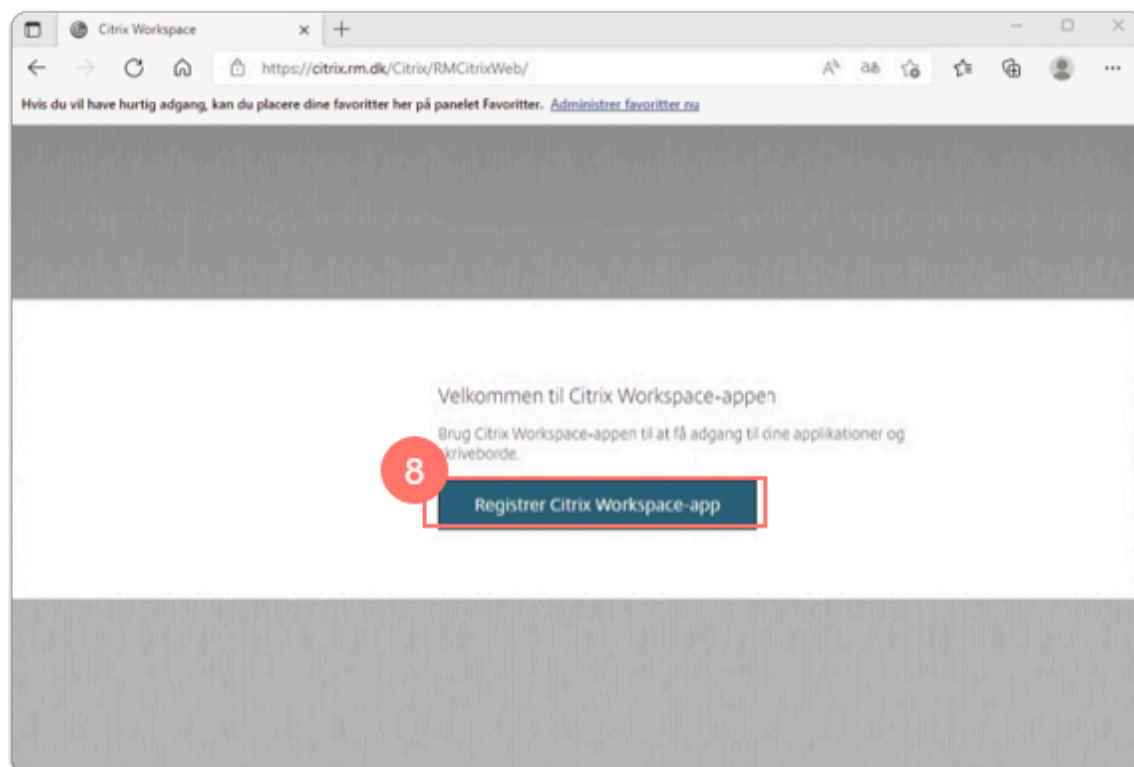 Citrix Workspace
https://citrix.rm.dk/Citrix/RMCitrixWeb/
Hvis du vil have hurtig adgang, kan du placere dine favoritter her på panelet Favoritter. Administrer favoritter nu
Velkommen til Citrix Workspace-appen
Brug Citrix Workspace-appen til at få adgang til dine applikationer og
skriveborde.
8
Registrer Citrix Workspace-app